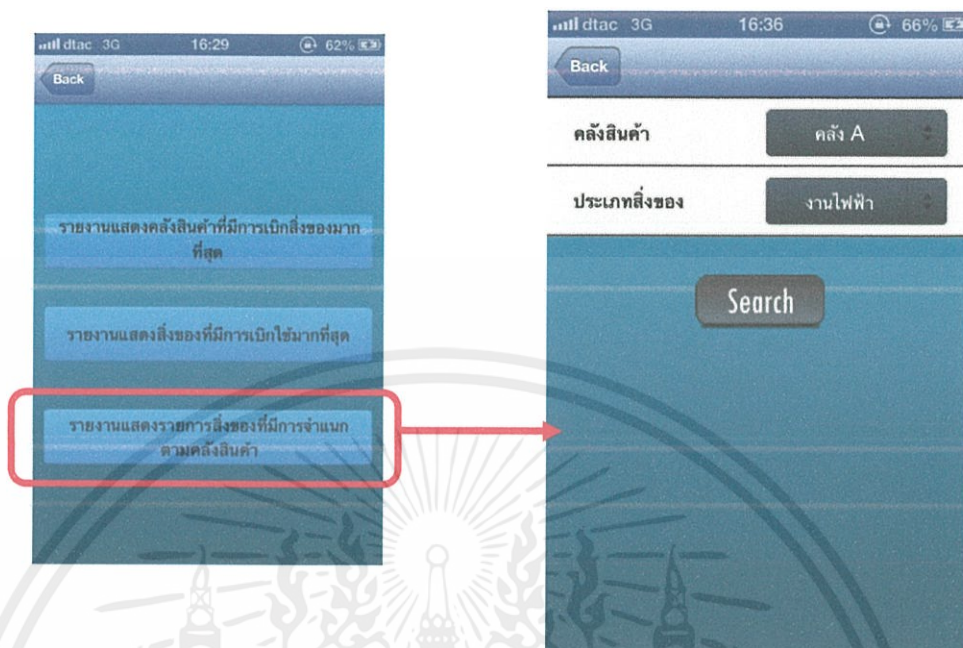 dtac 3G 16:29 62%
Back
รายงานแสดงคลังสินค้าที่มีการเบิกสิ่งของมาก
ที่สุด
รายงานแสดงสิ่งของที่มีการเบิกใช้มากที่สุด
รายงานแสดงรายการสิ่งของที่มีการจำแนก
ตามคลังสินค้า
dtac 3G 16:36 66%
Back
คลังสินค้า คลัง A
ประเภทสิ่งของ งานไฟฟ้า
Search